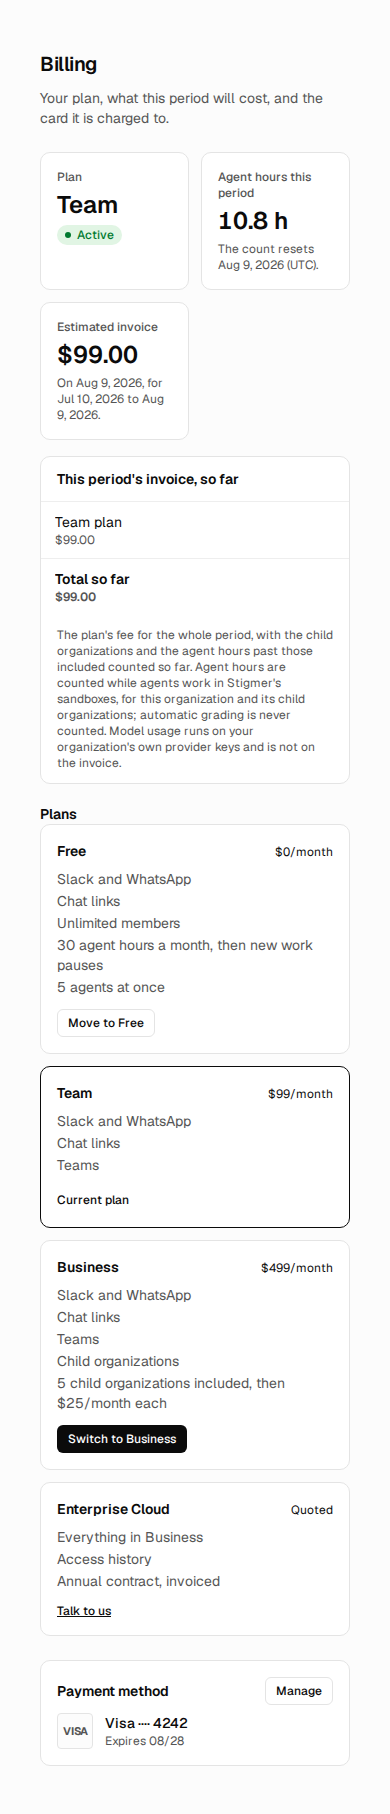 Billing
Your plan, what this period will cost, and the
card it is charged to.
Plan
Team
Active
Agent hours this
period
10.8 h
The count resets
Aug 9, 2026 (UTC).
Estimated invoice
$99.00
On Aug 9, 2026, for
Jul 10, 2026 to Aug
9, 2026.
This period's invoice, so far
Team plan
$99.00
Total so far
$99.00
The plan's fee for the whole period, with the child
organizations and the agent hours past those
included counted so far. Agent hours are
counted while agents work in Stigmer's
sandboxes, for this organization and its child
organizations; automatic grading is never
counted. Model usage runs on your
organization's own provider keys and is not on
the invoice.
Plans
Free $0/month
Slack and WhatsApp
Chat links
Unlimited members
30 agent hours a month, then new work
pauses
5 agents at once
Move to Free
Team $99/month
Slack and WhatsApp
Chat links
Teams
Current plan
Business $499/month
Slack and WhatsApp
Chat links
Teams
Child organizations
5 child organizations included, then
$25/month each
Switch to Business
Enterprise Cloud Quoted
Everything in Business
Access history
Annual contract, invoiced
Talk to us
Payment method Manage
VISA Visa ···· 4242
Expires 08/28